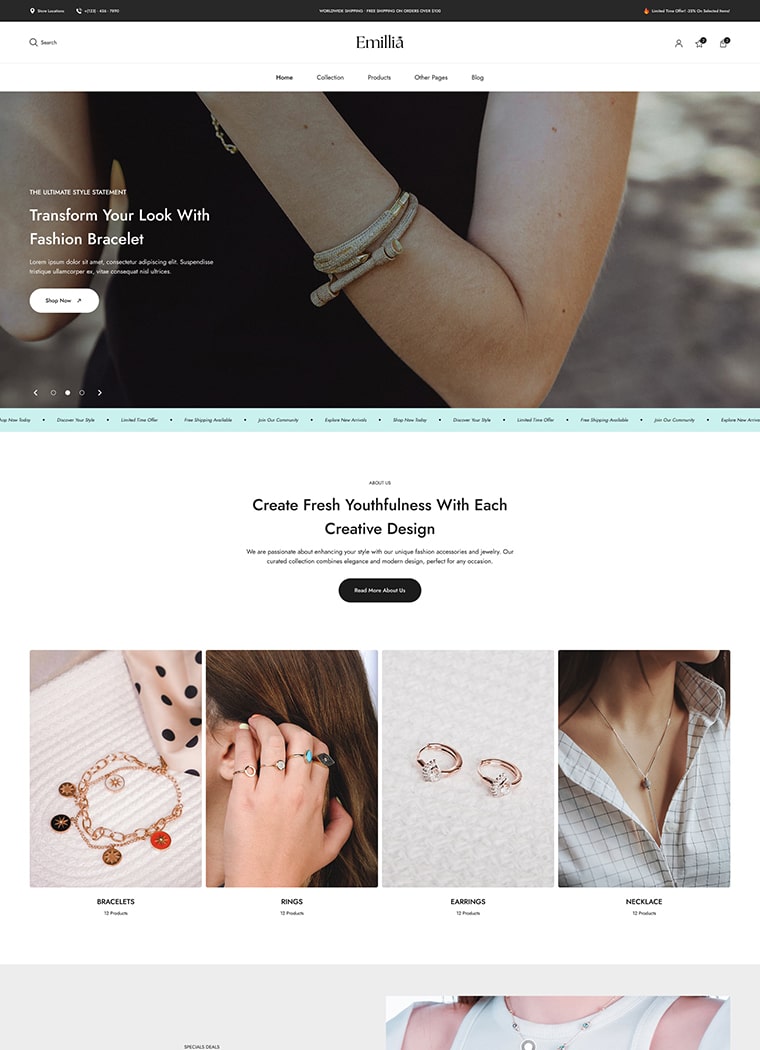 Store Locations +(123) - 456 - 7890 WORLDWIDE SHIPPING - FREE SHIPPING ON ORDERS OVER $100 Limited Time Offer! -25% On Selected Items!
Search Emillia
Home Collection Products Other Pages Blog
THE ULTIMATE STYLE STATEMENT
Transform Your Look With
Fashion Bracelet
Lorem ipsum dolor sit amet, consectetur adipiscing elit. Suspendisse
tristique ullamcorper ex, vitae consequat nisl ultrices.
Shop Now
hop Now Today • Discover Your Style • Limited Time Offer • Free Shipping Available • Join Our Community • Explore New Arrivals • Shop Now Today • Discover Your Style • Limited Time Offer • Free Shipping Available • Join Our Community • Explore New Arriva
ABOUT US
Create Fresh Youthfulness With Each
Creative Design
We are passionate about enhancing your style with our unique fashion accessories and jewelry. Our
curated collection combines elegance and modern design, perfect for any occasion.
Read More About Us
BRACELETS RINGS EARRINGS NECKLACE
12 Products 12 Products 12 Products 12 Products
SPECIALS DEALS